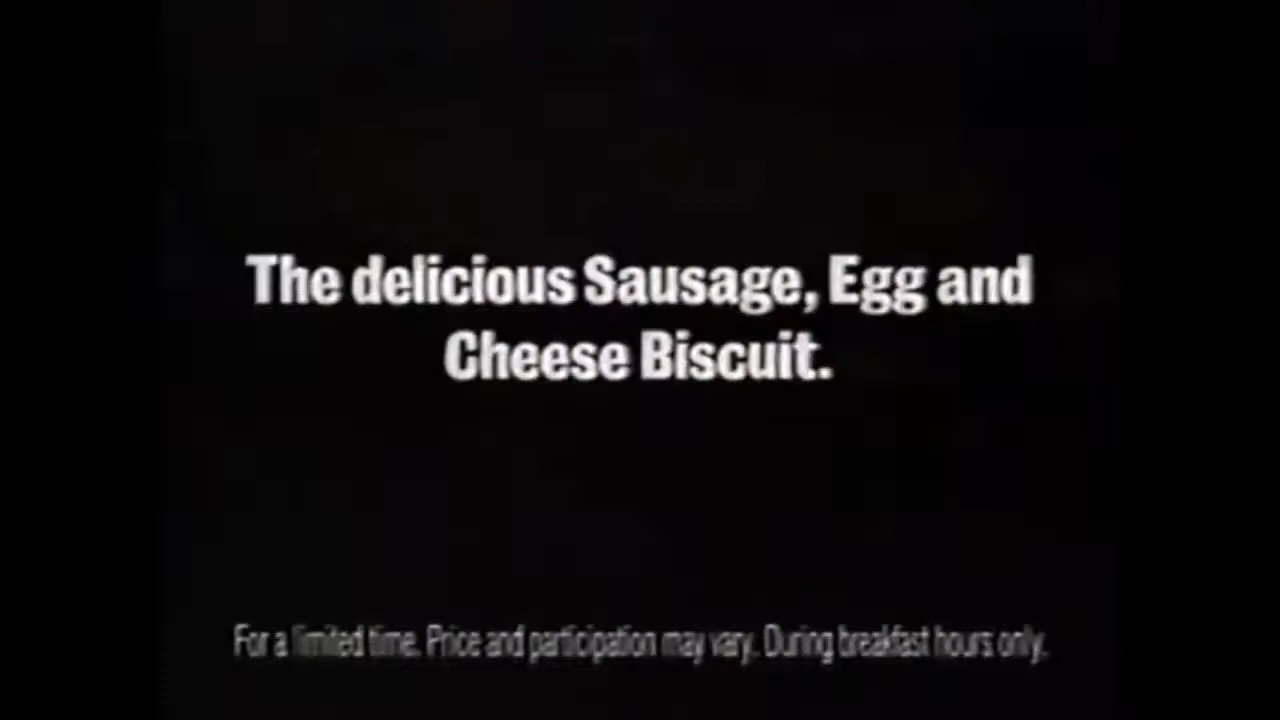 The delicious Sausage, Egg and
Cheese Biscuit.
For a limited time. Price and participation may vary. During breakfast hours only.